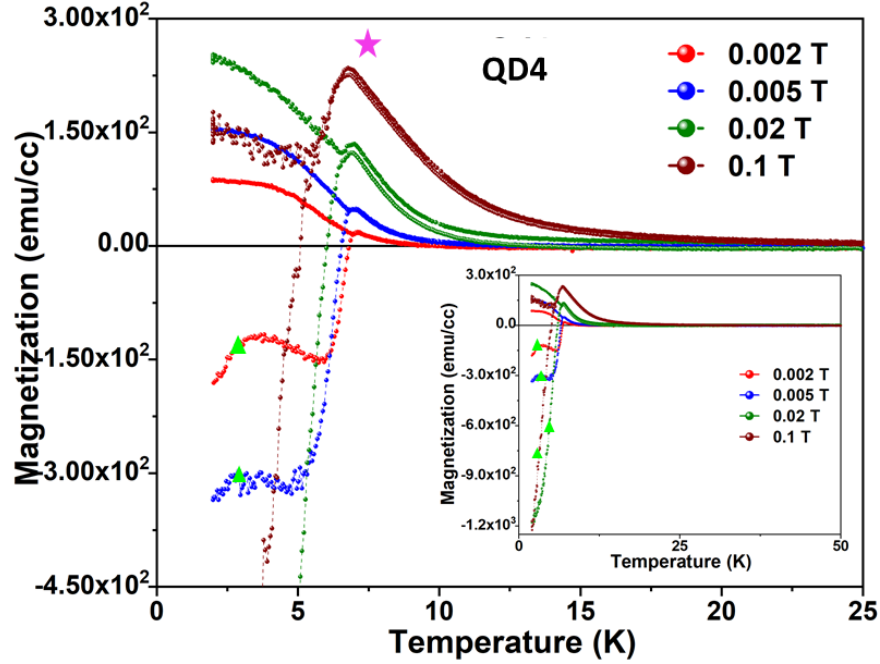 QD4
0.002 T
0.005 T
0.02 T
0.1 T
Magnetization (emu/cc)
3.00x10²
1.50x10²
0.00
-1.50x10²
-3.00x10²
-4.50x10²
0 5 10 15 20 25
Temperature (K)
Magnetization (emu/cc)
3.0x10²
0.0
-3.0x10²
-6.0x10²
-9.0x10²
-1.2x10³
0.002 T
0.005 T
0.02 T
0.1 T
0 25 50
Temperature (K)